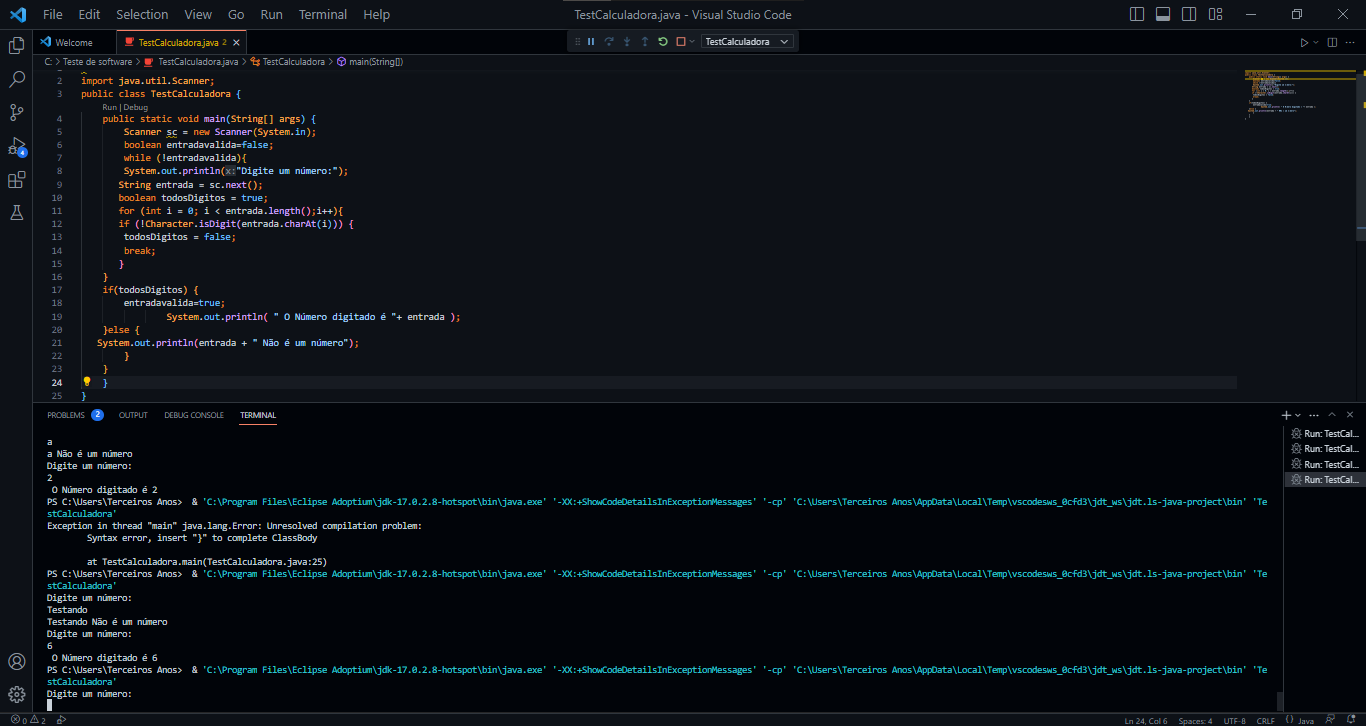 File Edit Selection View Go Run Terminal Help TestCalculadora.java - Visual Studio Code
Welcome TestCalculadora.java 2 TestCalculadora
C: > Teste de software > TestCalculadora.java > TestCalculadora > main(String[])
2 import java.util.Scanner;
3 public class TestCalculadora {
Run | Debug
4 public static void main(String[] args) {
5 Scanner sc = new Scanner(System.in);
6 boolean entradavalida=false;
7 while (!entradavalida){
8 System.out.println(x:"Digite um número:");
9 String entrada = sc.next();
10 boolean todosDigitos = true;
11 for (int i = 0; i < entrada.length();i++){
12 if (!Character.isDigit(entrada.charAt(i))) {
13 todosDigitos = false;
14 break;
15 }
16 }
17 if(todosDigitos) {
18 entradavalida=true;
19 System.out.println( " O Número digitado é "+ entrada );
20 }else {
21 System.out.println(entrada + " Não é um número");
22 }
23 }
24 }
25 }
PROBLEMS 2 OUTPUT DEBUG CONSOLE TERMINAL
a
a Não é um número
Digite um número:
2
O Número digitado é 2
PS C:\Users\Terceiros Anos> & 'C:\Program Files\Eclipse Adoptium\jdk-17.0.2.8-hotspot\bin\java.exe' '-XX:+ShowCodeDetailsInExceptionMessages' '-cp' 'C:\Users\Terceiros Anos\AppData\Local\Temp\vscodesws_0cfd3\jdt_ws\jdt.ls-java-project\bin' 'Te
stCalculadora'
Exception in thread "main" java.lang.Error: Unresolved compilation problem:
Syntax error, insert "}" to complete ClassBody
at TestCalculadora.main(TestCalculadora.java:25)
PS C:\Users\Terceiros Anos> & 'C:\Program Files\Eclipse Adoptium\jdk-17.0.2.8-hotspot\bin\java.exe' '-XX:+ShowCodeDetailsInExceptionMessages' '-cp' 'C:\Users\Terceiros Anos\AppData\Local\Temp\vscodesws_0cfd3\jdt_ws\jdt.ls-java-project\bin' 'Te
stCalculadora'
Digite um número:
Testando
Testando Não é um número
Digite um número:
6
O Número digitado é 6
PS C:\Users\Terceiros Anos> & 'C:\Program Files\Eclipse Adoptium\jdk-17.0.2.8-hotspot\bin\java.exe' '-XX:+ShowCodeDetailsInExceptionMessages' '-cp' 'C:\Users\Terceiros Anos\AppData\Local\Temp\vscodesws_0cfd3\jdt_ws\jdt.ls-java-project\bin' 'Te
stCalculadora'
Digite um número:
Run: TestCal...
Run: TestCal...
Run: TestCal...
Run: TestCal...
4
0 2 Ln 24, Col 6 Spaces: 4 UTF-8 CRLF {} Java